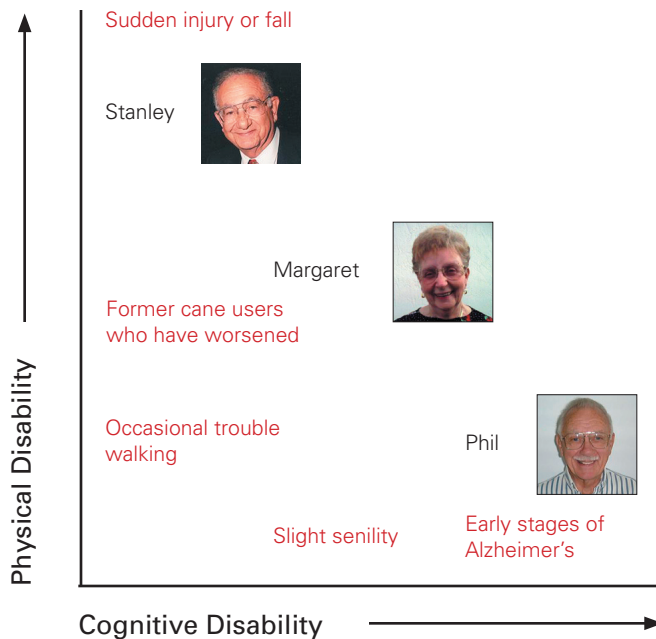 Sudden injury or fall
Stanley
Margaret
Former cane users
who have worsened
Occasional trouble
walking
Phil
Slight senility
Early stages of
Alzheimer's
Physical Disability
Cognitive Disability